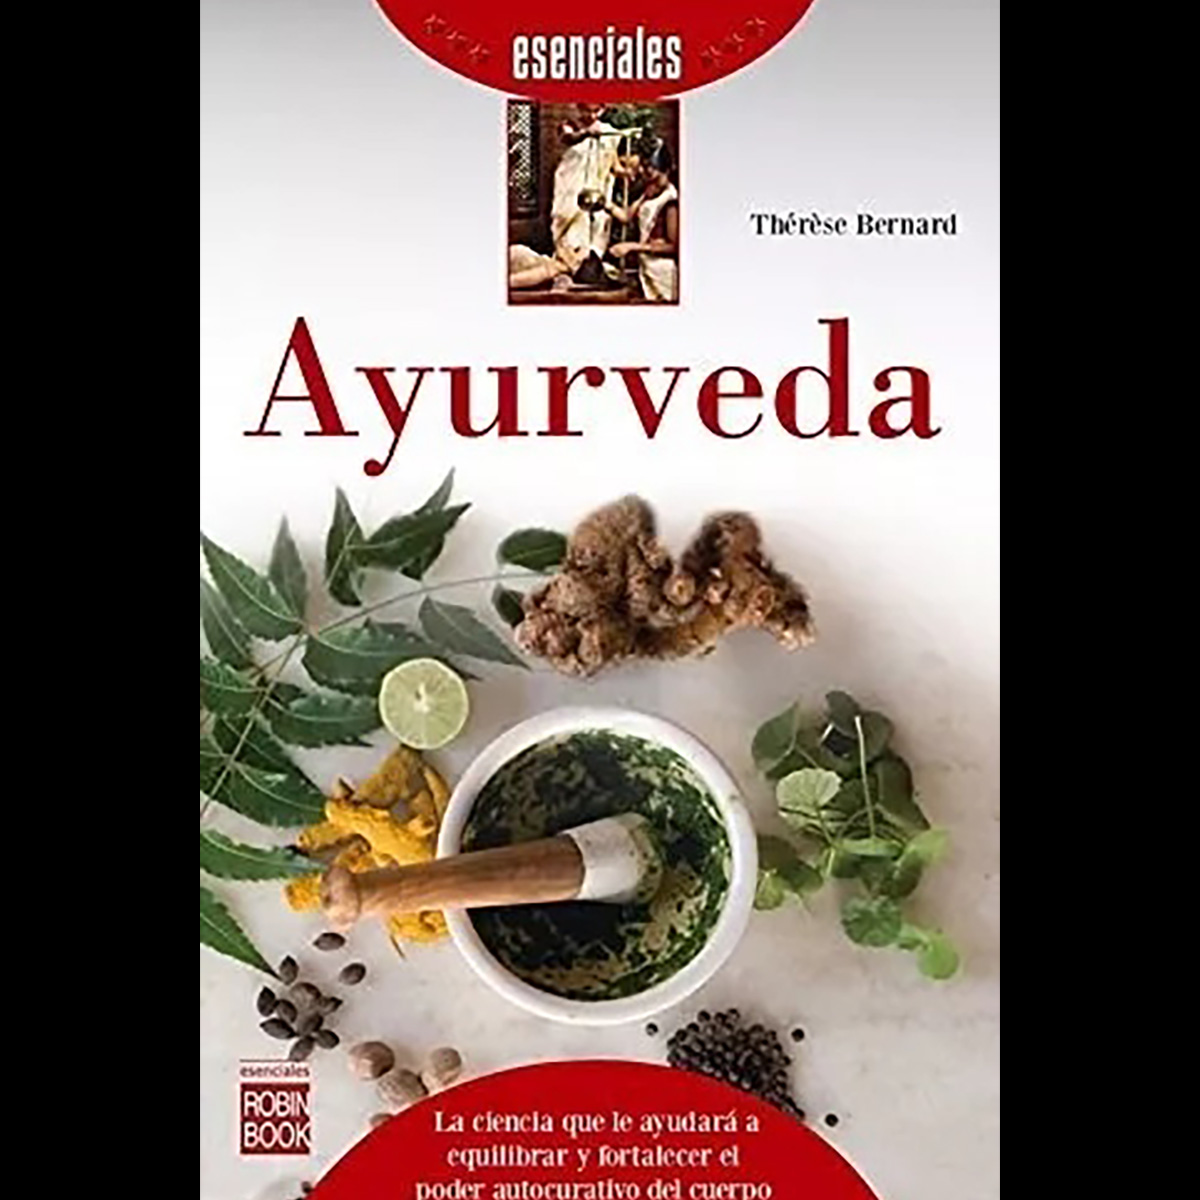 esenciales
Thérèse Bernard
Ayurveda
esenciales
ROBIN
BOOK
La ciencia que le ayudará a
equilibrar y fortalecer el
poder autocurativo del cuerpo